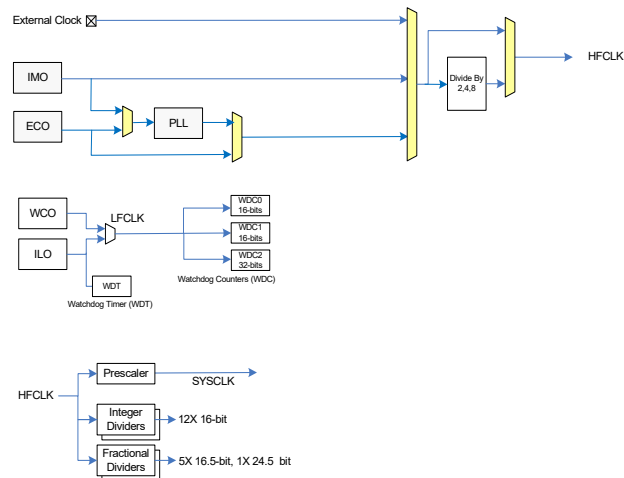 External Clock
HFCLK
IMO
Divide By
2,4,8
ECO
PLL
WCO
LFCLK
WDC0
16-bits
WDC1
16-bits
ILO
WDC2
32-bits
WDT
Watchdog Counters (WDC)
Watchdog Timer (WDT)
Prescaler
SYSCLK
HFCLK
Integer
Dividers
12X 16-bit
Fractional
Dividers
5X 16.5-bit, 1X 24.5 bit